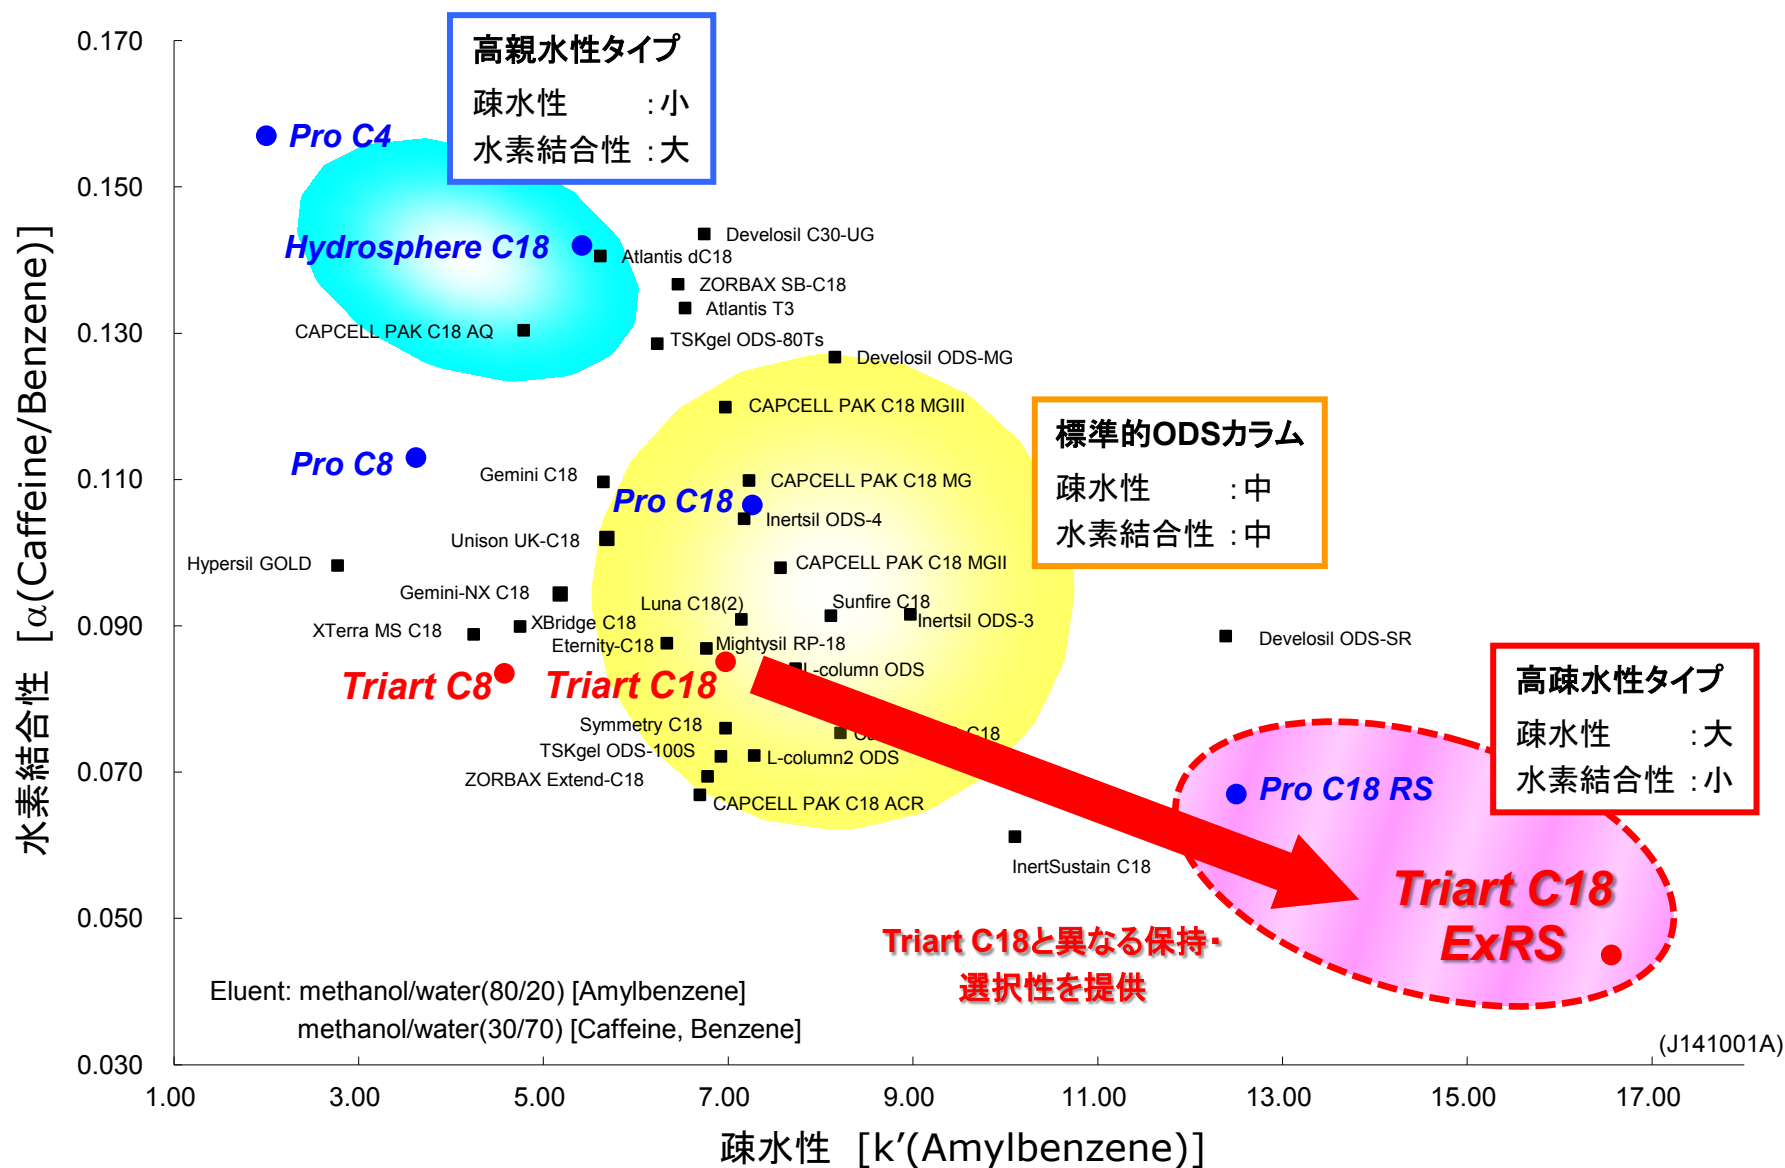 0.170
0.150
0.130
0.110
0.090
0.070
0.050
0.030
水素結合性 [α(Caffeine/Benzene)]
高親水性タイプ
疎水性 :小
水素結合性 :大
Pro C4
Hydrosphere C18
Develosil C30-UG
Atlantis dC18
ZORBAX SB-C18
Atlantis T3
CAPCELL PAK C18 AQ
TSKgel ODS-80Ts
Develosil ODS-MG
CAPCELL PAK C18 MGIII
標準的ODSカラム
疎水性 :中
水素結合性 :中
Pro C8
Gemini C18
CAPCELL PAK C18 MG
Pro C18
Inertsil ODS-4
Unison UK-C18
Hypersil GOLD
CAPCELL PAK C18 MGII
Gemini-NX C18
Luna C18(2)
Sunfire C18
Inertsil ODS-3
XTerra MS C18
XBridge C18
Eternity-C18
Mightysil RP-18
Develosil ODS-SR
L-column ODS
Triart C8
Triart C18
高疎水性タイプ
疎水性 :大
水素結合性 :小
Symmetry C18
C18
TSKgel ODS-100S
L-column2 ODS
ZORBAX Extend-C18
CAPCELL PAK C18 ACR
Pro C18 RS
InertSustain C18
Triart C18
ExRS
Triart C18と異なる保持・
選択性を提供
Eluent: methanol/water(80/20) [Amylbenzene]
methanol/water(30/70) [Caffeine, Benzene]
(J141001A)
1.00 3.00 5.00 7.00 9.00 11.00 13.00 15.00 17.00
疎水性 [k’(Amylbenzene)]